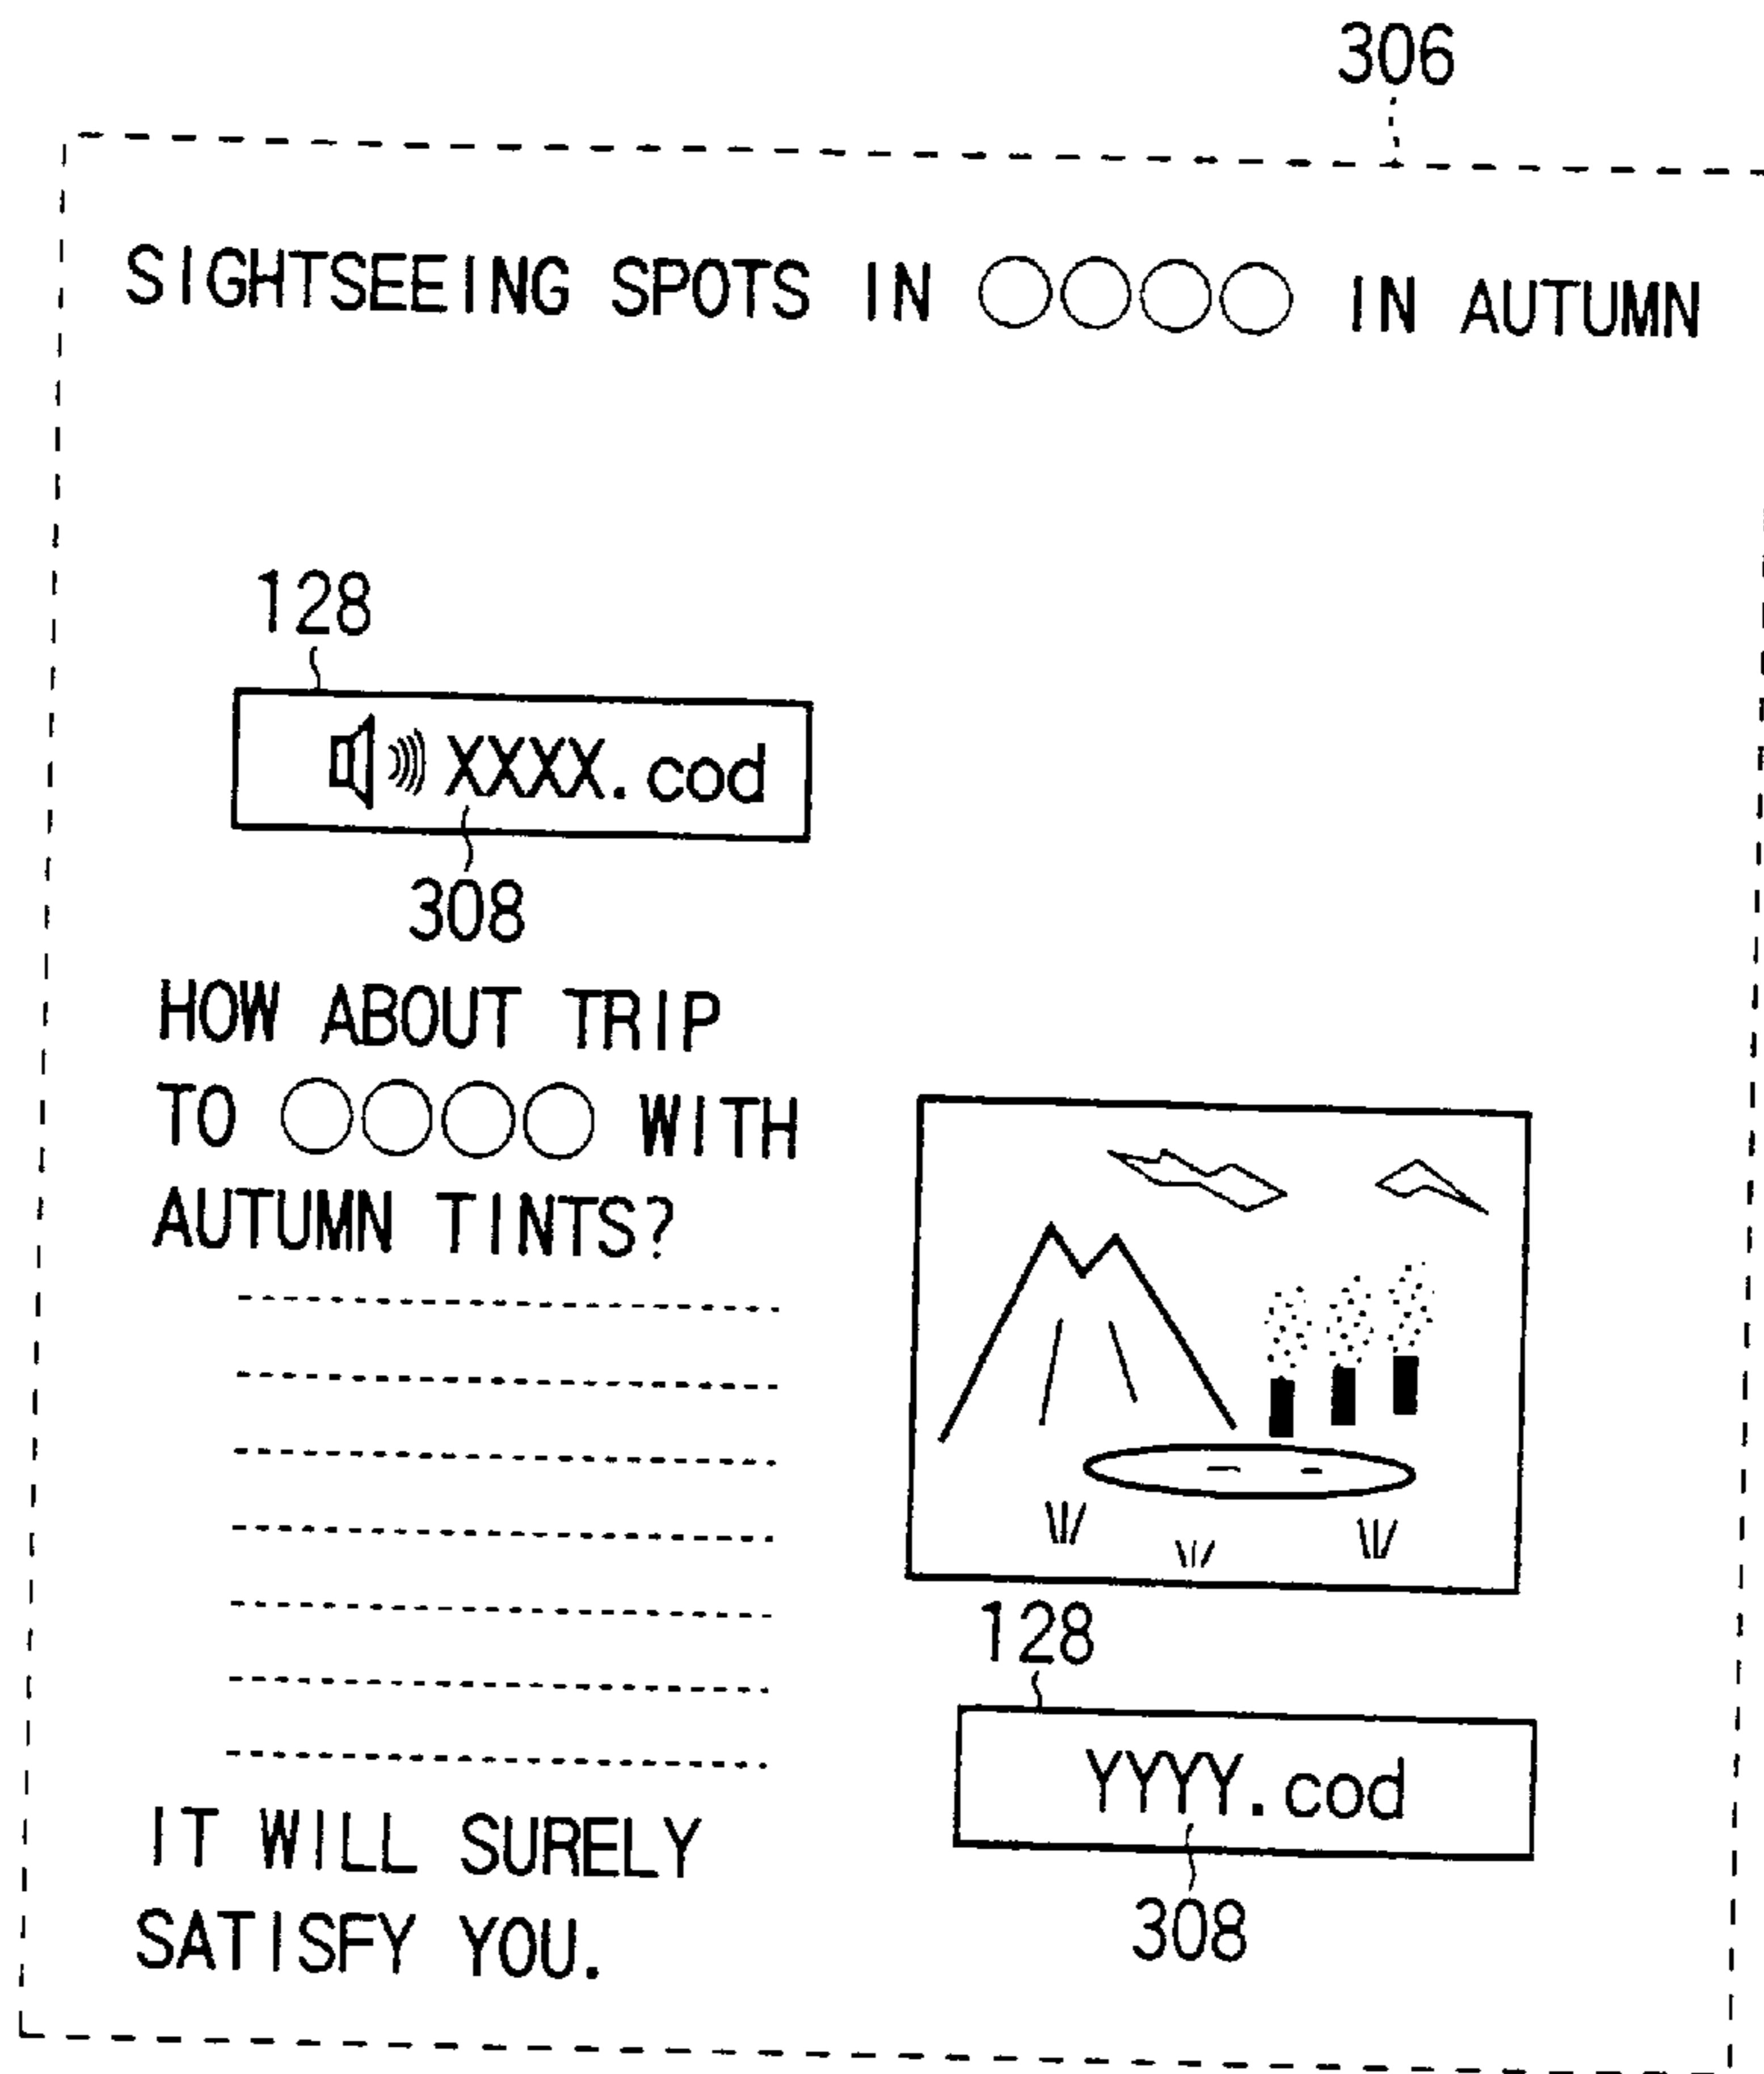 306
SIGHTSEEING SPOTS IN ○○○○ IN AUTUMN
128
XXXX.cod
308
HOW ABOUT TRIP
TO ○○○○ WITH
AUTUMN TINTS?
IT WILL SURELY
SATISFY YOU.
128
YYYY.cod
308